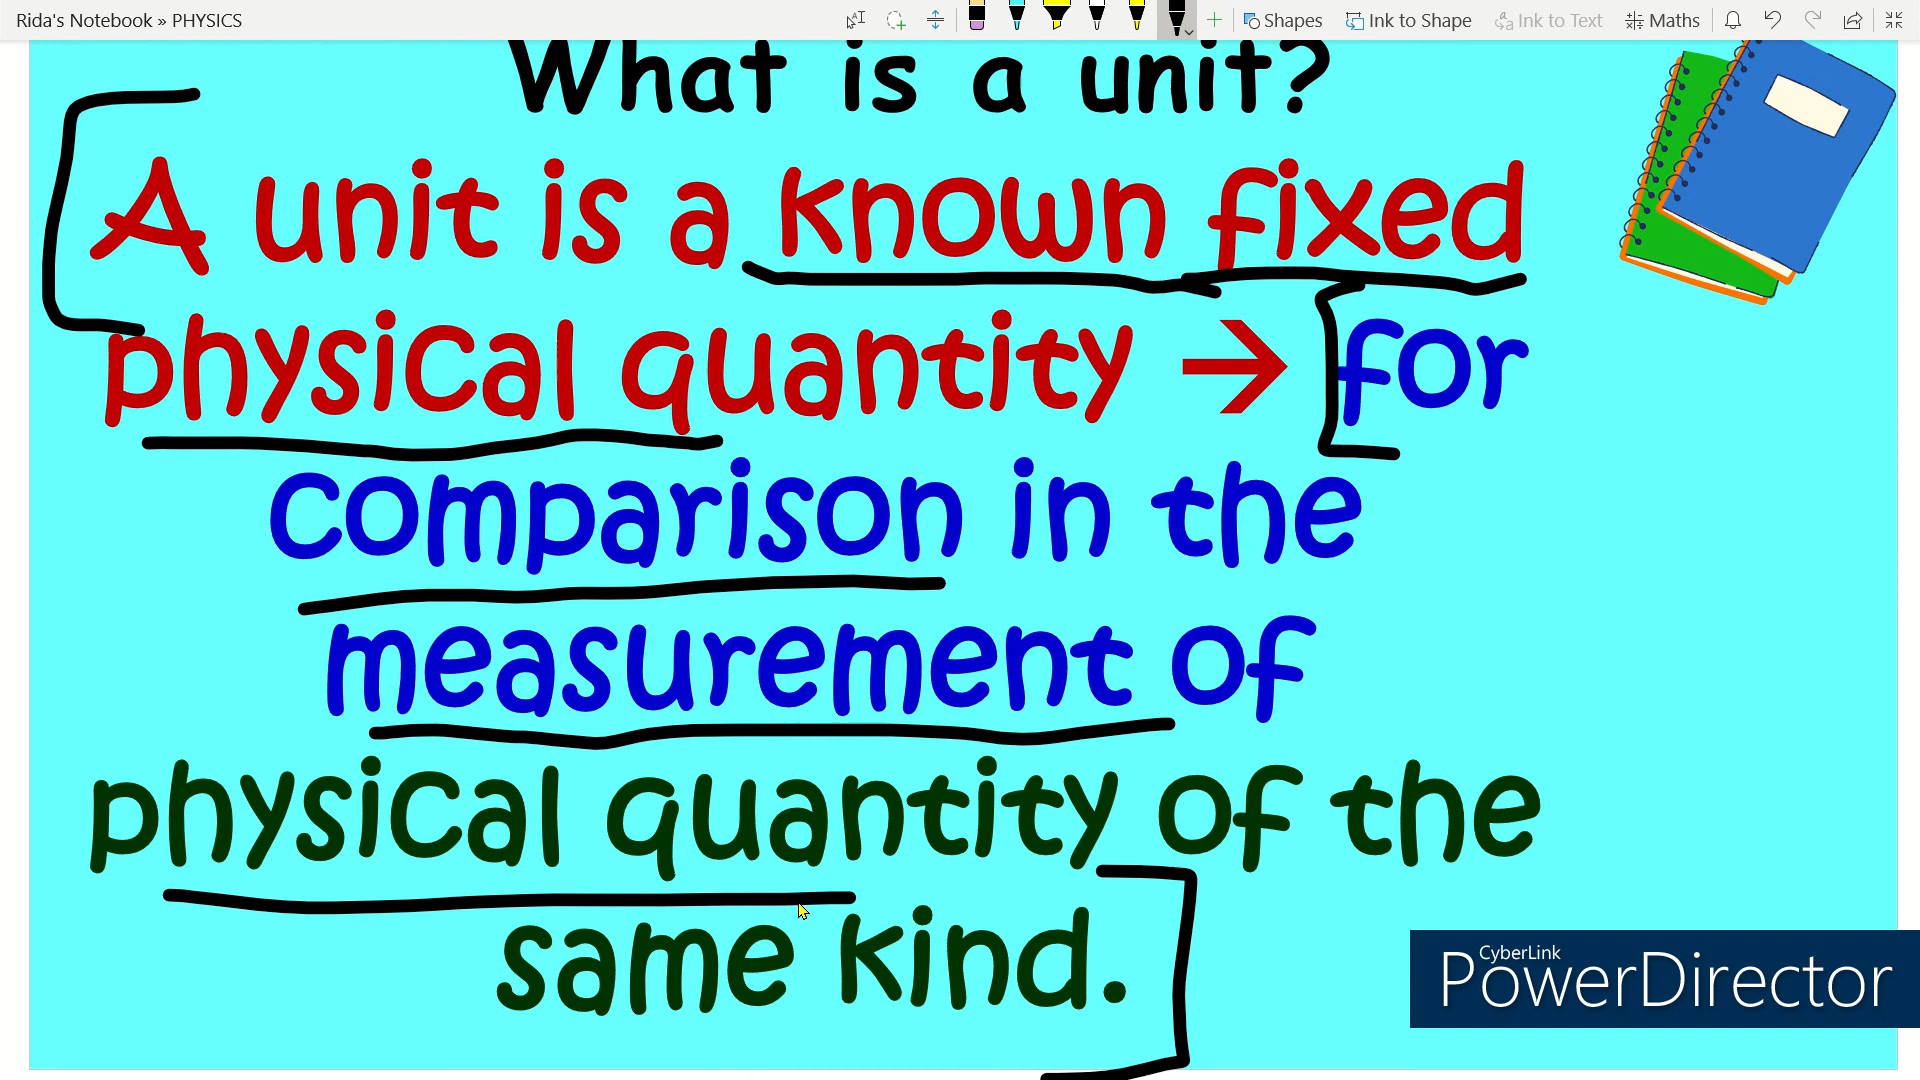 Rida's Notebook » PHYSICS
Shapes Ink to Shape Ink to Text Maths
What is a unit?
A unit is a known fixed
physical quantity → for
comparison in the
measurement of
physical quantity of the
same kind.
CyberLink
PowerDirector